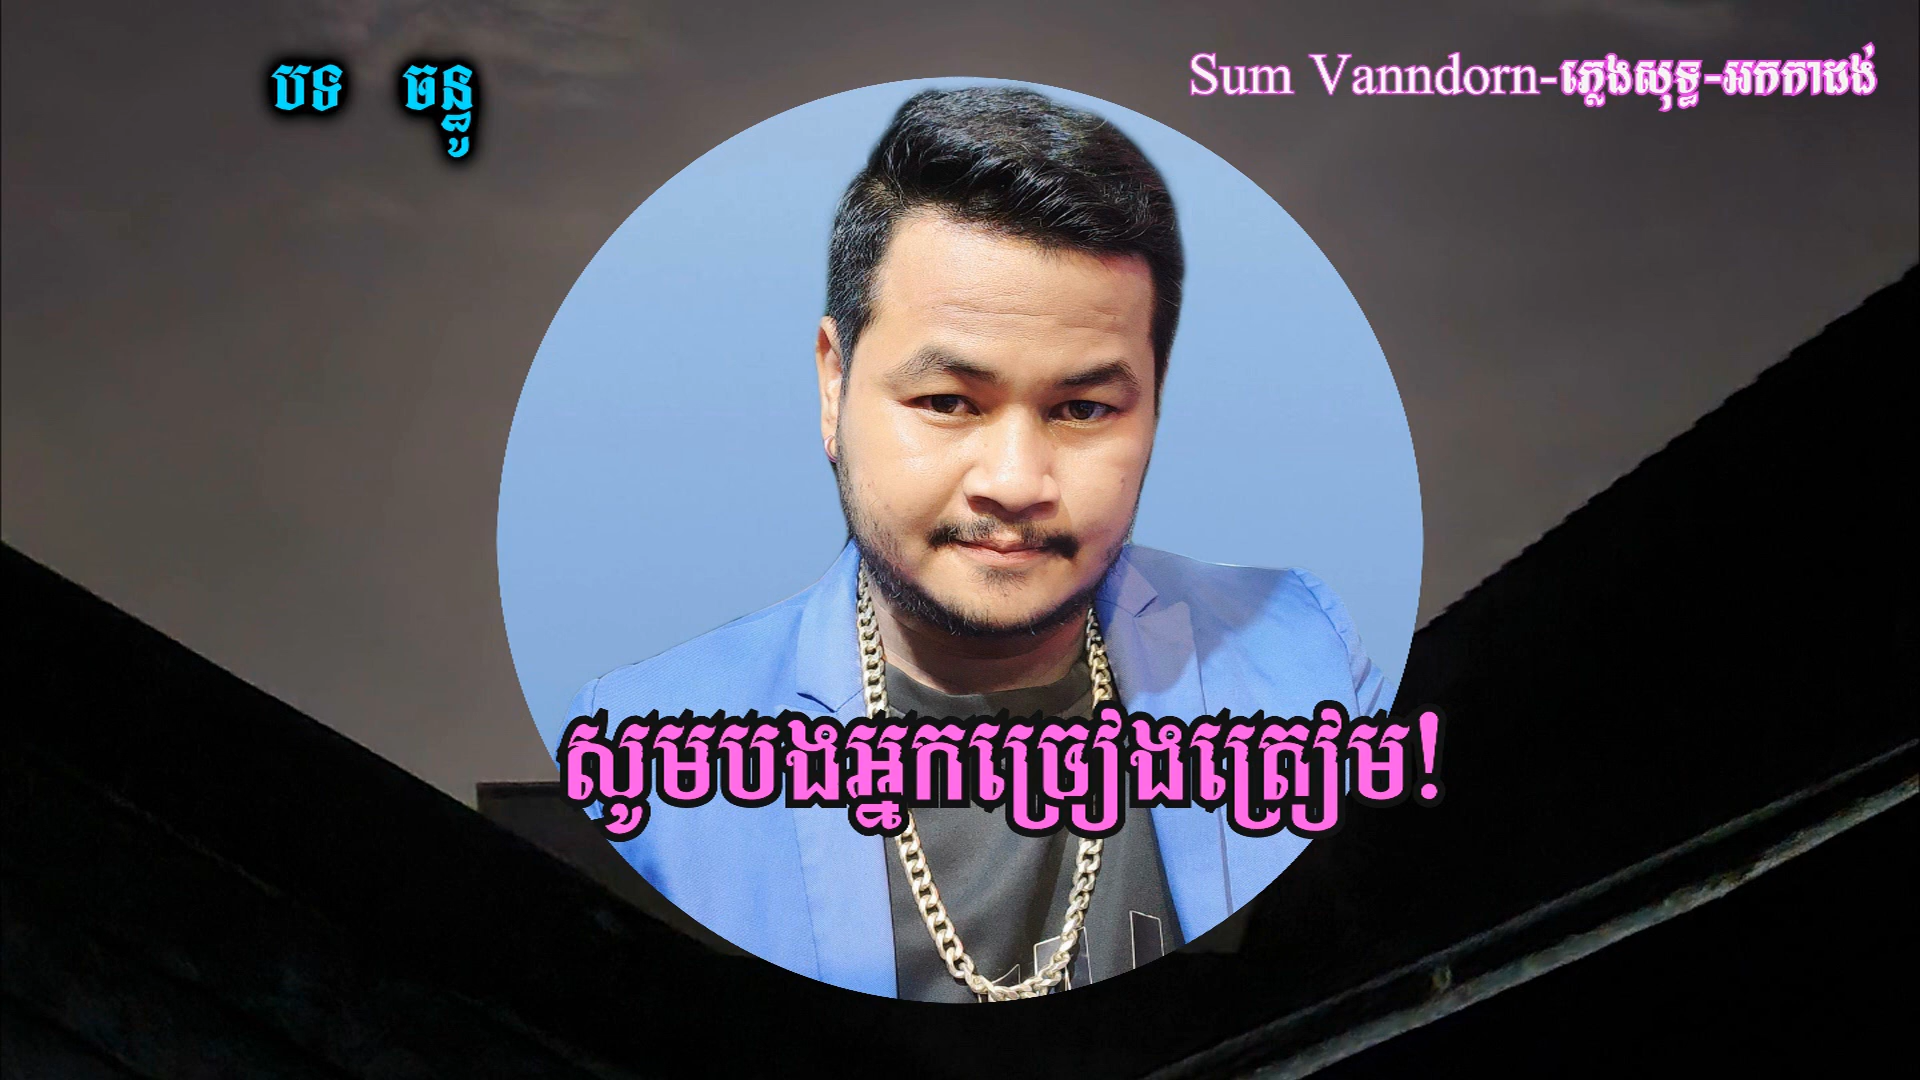 បទ ចន្ធូ
Sum Vanndorn-ភ្លេងសុទ្ធ-អកកាដង់
សូមបងអ្នកច្រៀងត្រៀម!